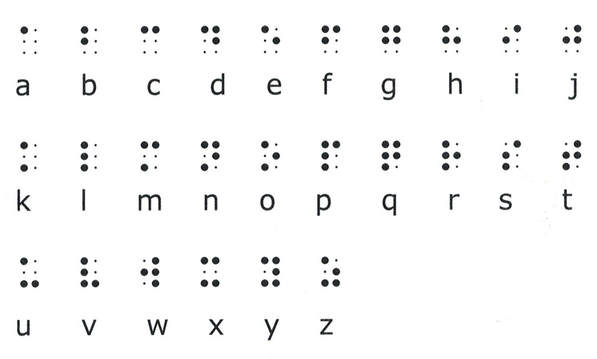 ⠁ ⠃ ⠉ ⠙ ⠑ ⠋ ⠛ ⠓ ⠊ ⠚
a b c d e f g h i j
⠅ ⠇ ⠍ ⠝ ⠕ ⠏ ⠟ ⠗ ⠎ ⠞
k l m n o p q r s t
⠥ ⠧ ⠺ ⠭ ⠽ ⠵
u v w x y z